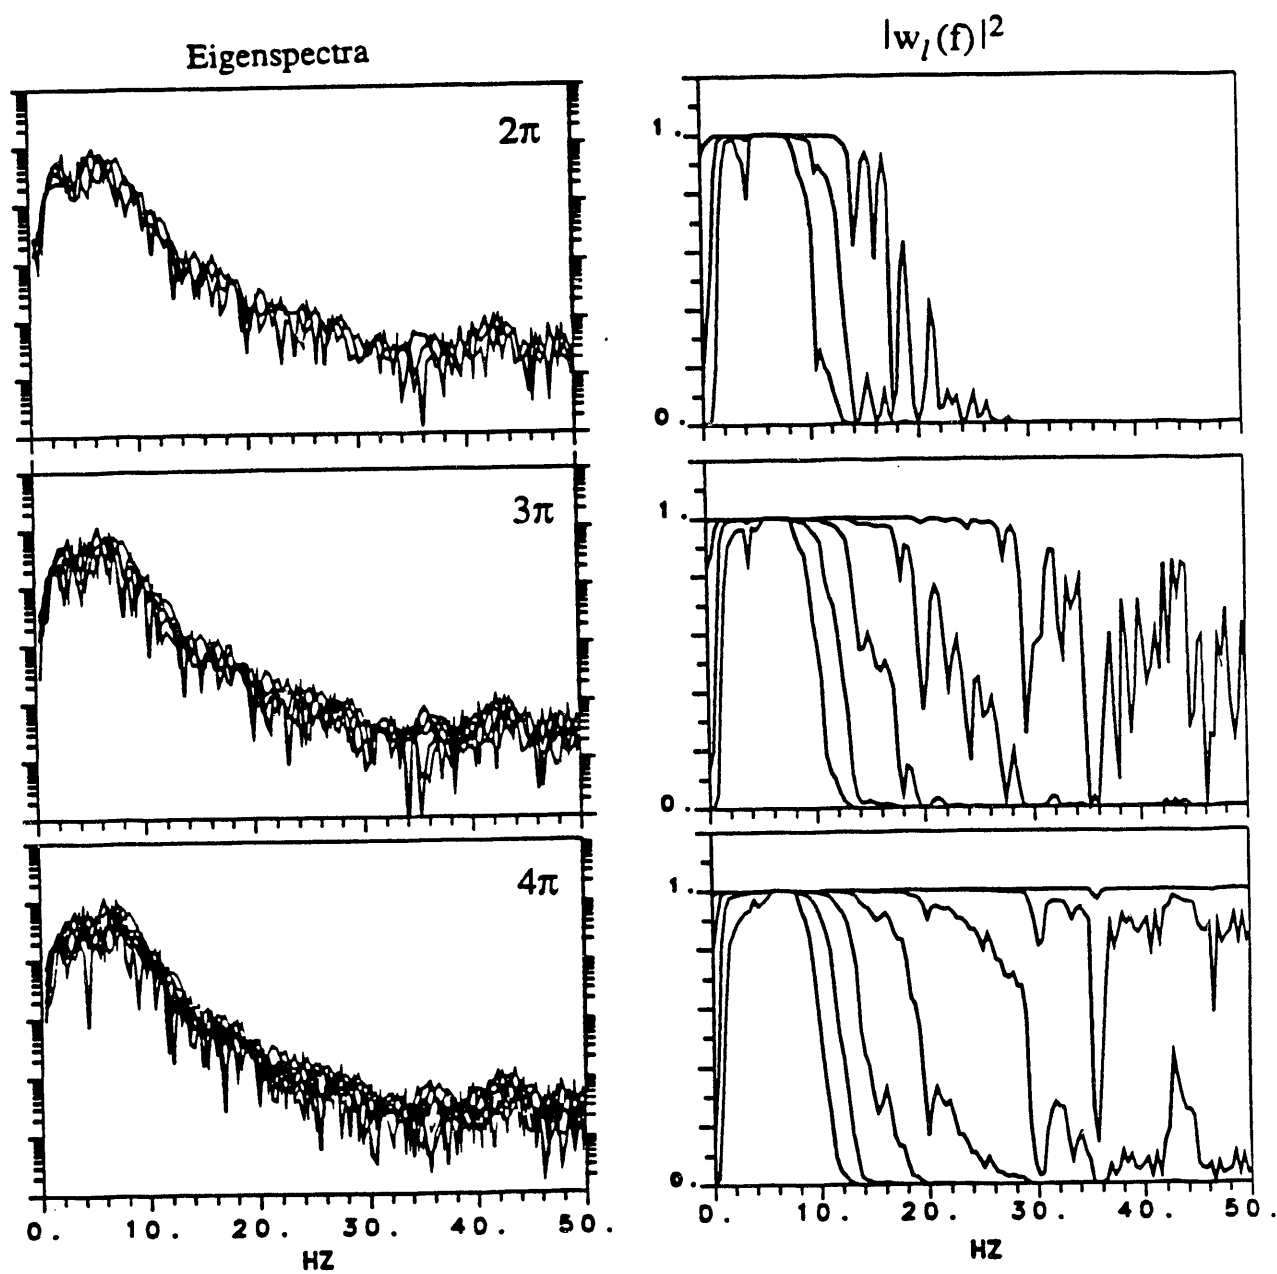 Eigenspectra
|w_l(f)|²
2π
1.
0.
3π
1.
0.
4π
1.
0.
0. 10. 20. 30. 40. 50.
HZ
0. 10. 20. 30. 40. 50.
HZ